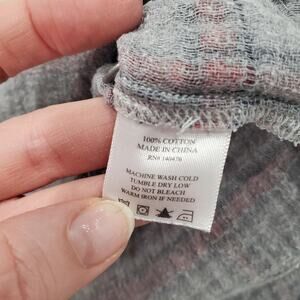 100% COTTON
MADE IN CHINA
RN# 140470
MACHINE WASH COLD
TUMBLE DRY LOW
DO NOT BLEACH
WARM IRON IF NEEDED